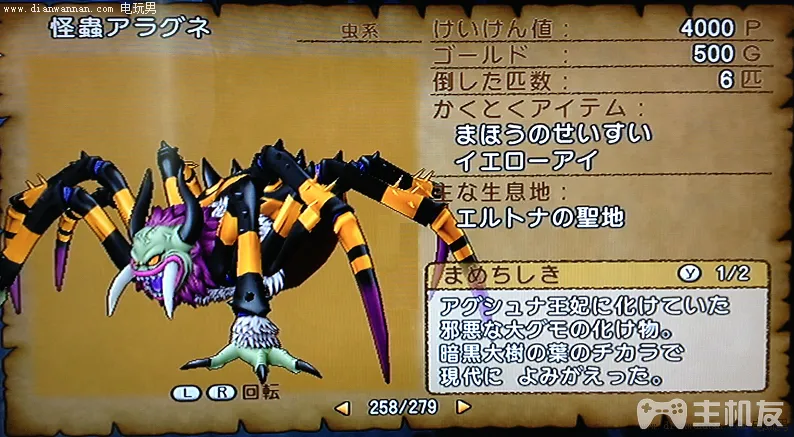 www.dianwannan.com 电玩男
怪蟲アラグネ
虫系
けいけん値： 4000 P
ゴールド ： 500 G
倒した匹数： 6 匹
かくとくアイテム：
まほうのせいすい
イエローアイ
主な生息地：
エルトナの聖地
まめちしき Y 1/2
アグシュナ王妃に化けていた
邪悪な大グモの化け物。
暗黒大樹の葉のチカラで
現代に よみがえった。
L R 回転
258/279
主机友